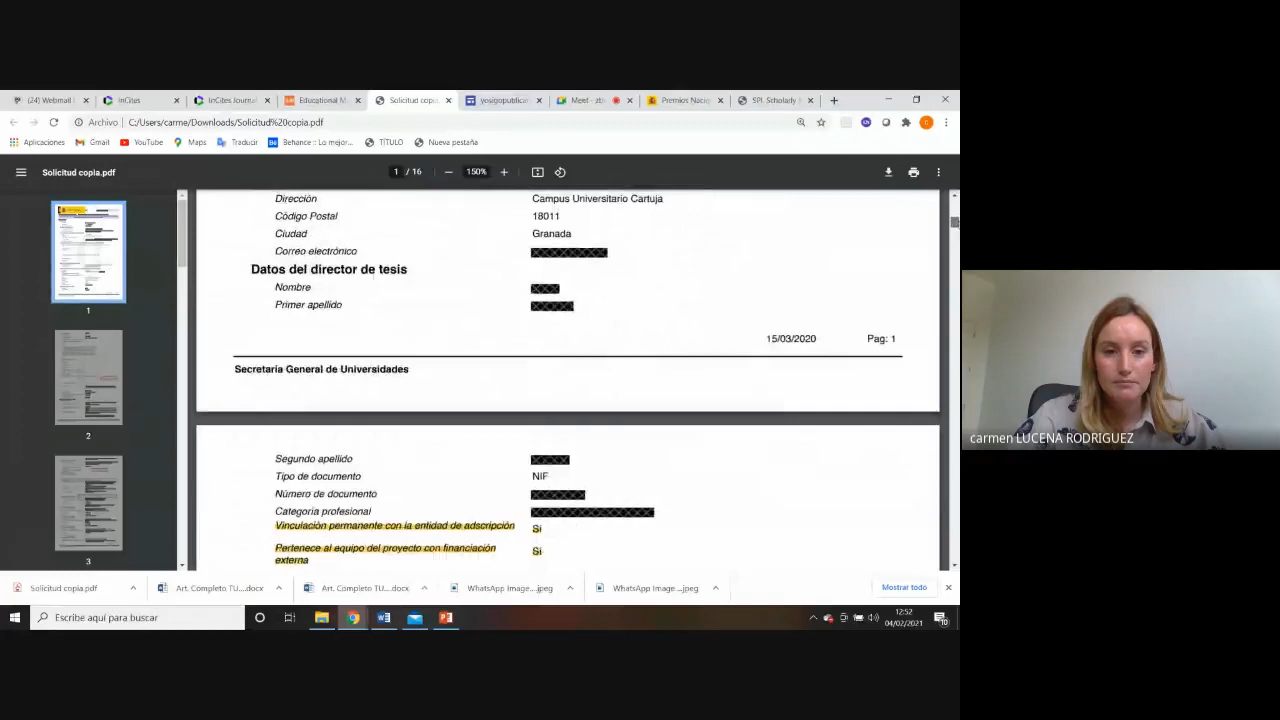 (24) Webmail
InCites
InCites Journal
Educational M
Solicitud copia
yosigopublica
Meet
Premios Naci
SPI. Scholarly
Archivo
C:/Users/carme/Downloads/Solicitud%20copia.pdf
Aplicaciones
Gmail
YouTube
Maps
Traducir
Behance :: Lo mejor...
TÍTULO
Nueva pestaña
Solicitud copia.pdf
1 / 16
150%
1
2
3
Dirección Campus Universitario Cartuja
Código Postal 18011
Ciudad Granada
Correo electrónico
Datos del director de tesis
Nombre
Primer apellido
15/03/2020 Pag: 1
Secretaría General de Universidades
Segundo apellido
Tipo de documento NIF
Número de documento
Categoría profesional
Vinculación permanente con la entidad de adscripción Sí
Pertenece al equipo del proyecto con financiación Sí
externa
carmen LUCENA RODRIGUEZ
Solicitud copia.pdf
Art. Completo TU....docx
Art. Completo TU....docx
WhatsApp Image....jpeg
WhatsApp Image ....jpeg
Mostrar todo
Escribe aquí para buscar
12:52
04/02/2021